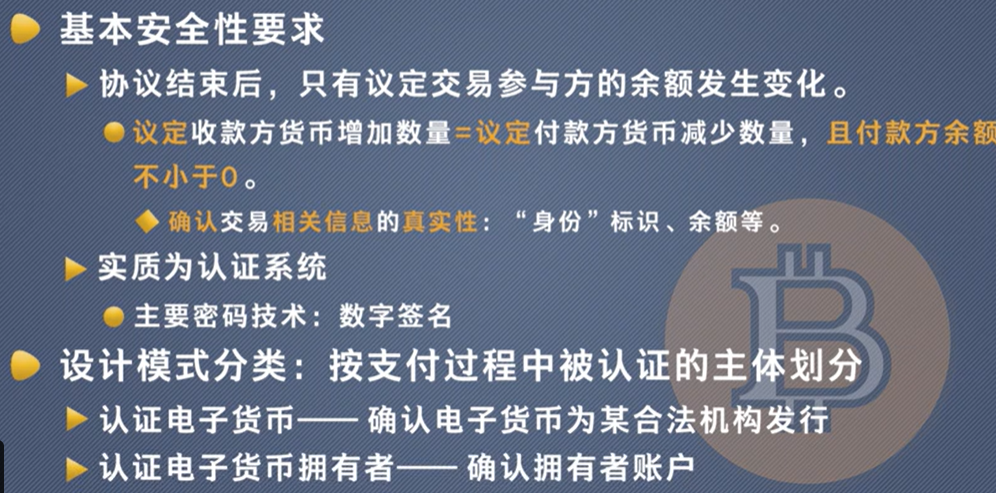 基本安全性要求
协议结束后，只有议定交易参与方的余额发生变化。
议定收款方货币增加数量=议定付款方货币减少数量，且付款方余额
不小于0。
确认交易相关信息的真实性：“身份”标识、余额等。
实质为认证系统
主要密码技术：数字签名
设计模式分类：按支付过程中被认证的主体划分
认证电子货币——确认电子货币为某合法机构发行
认证电子货币拥有者——确认拥有者账户